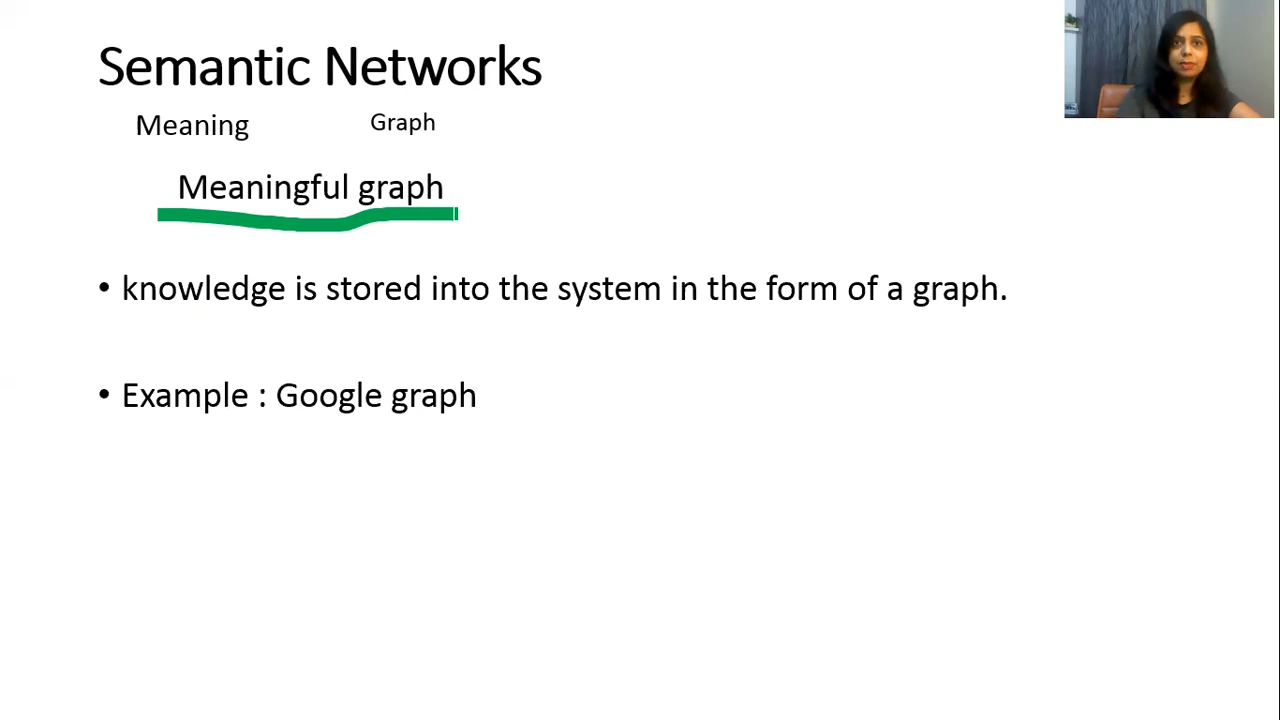 Semantic Networks
Meaning Graph
Meaningful graph
• knowledge is stored into the system in the form of a graph.
• Example : Google graph